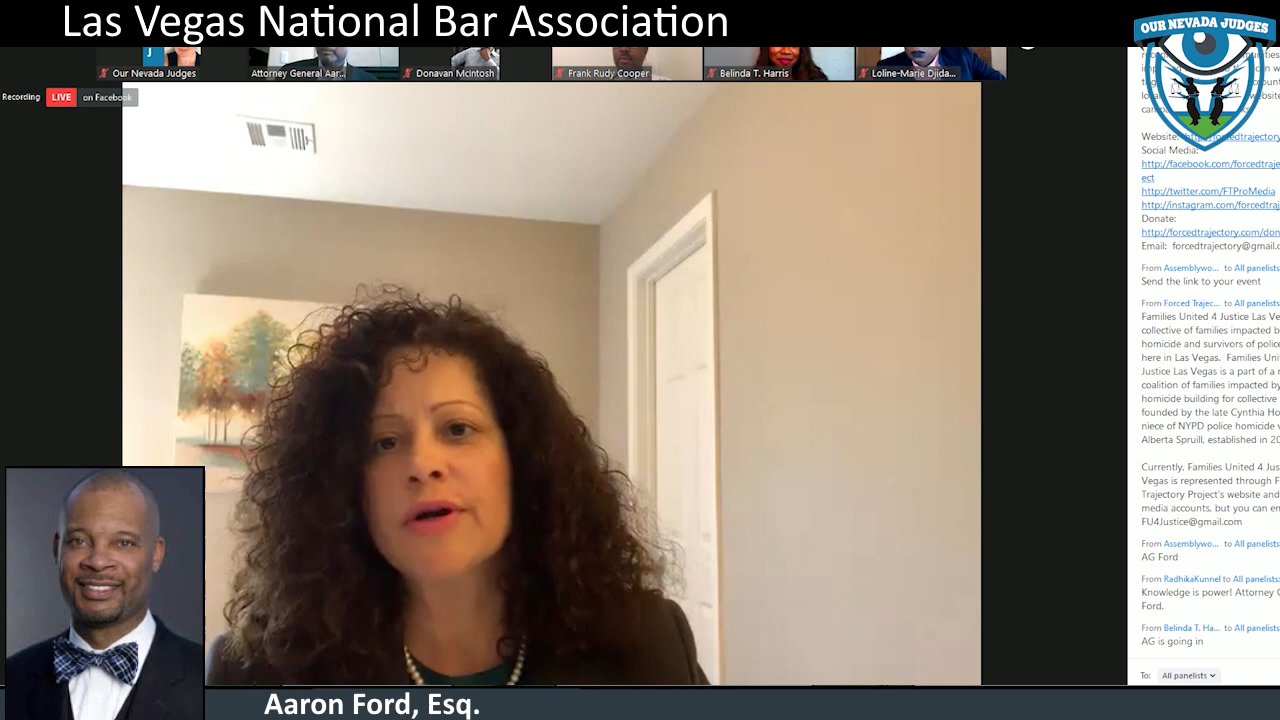 Las Vegas National Bar Association
OUR NEVADA JUDGES
J
Our Nevada Judges
Attorney General Aar...
Donavan McIntosh
Frank Rudy Cooper
Belinda T. Harris
Loline-Marie Djida...
Recording
LIVE
on Facebook
Website:
Social Media:
http://facebook.com/forcedtraje
ect
http://twitter.com/FTProMedia
http://instagram.com/forcedtraj
Donate:
http://forcedtrajectory.com/don
Email: forcedtrajectory@gmail.c
From Assemblywo... to All panelists
Send the link to your event
From Forced Trajec... to All panelists
Families United 4 Justice Las Ve
collective of families impacted b
homicide and survivors of police
here in Las Vegas. Families Uni
Justice Las Vegas is a part of a
coalition of families impacted by
homicide building for collective
founded by the late Cynthia Ho
niece of NYPD police homicide v
Alberta Spruill, established in 20
Currently, Families United 4 Jus
Vegas is represented through F
Trajectory Project's website and
media accounts, but you can en
FU4Justice@gmail.com
From Assemblywo... to All panelists
AG Ford
From RadhikaKunnel to All panelists:
Knowledge is power! Attorney G
Ford.
From Belinda T. Ha... to All panelists
AG is going in
To: All panelists
Aaron Ford, Esq.